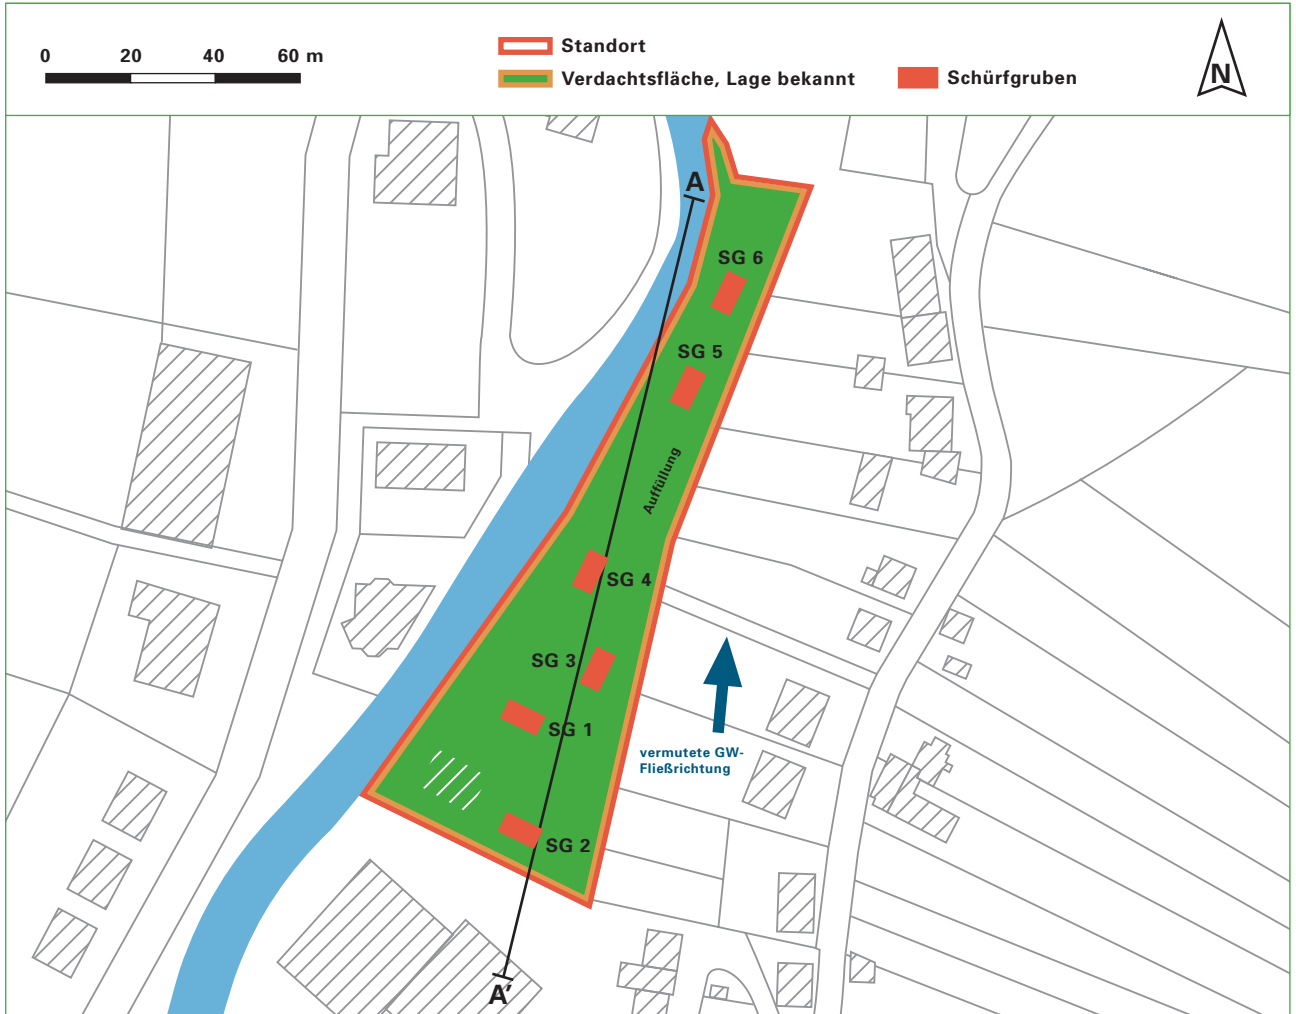 0 20 40 60 m
Standort
Verdachtsfläche, Lage bekannt
Schürfgruben
N
A
SG 6
SG 5
Auffüllung
SG 4
SG 3
SG 1
vermutete GW-
Fließrichtung
SG 2
A’